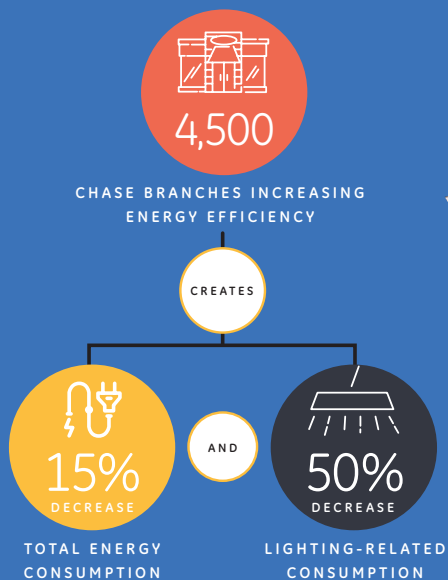 4,500
CHASE BRANCHES INCREASING
ENERGY EFFICIENCY
CREATES
15%
DECREASE
TOTAL ENERGY
CONSUMPTION
AND
50%
DECREASE
LIGHTING-RELATED
CONSUMPTION